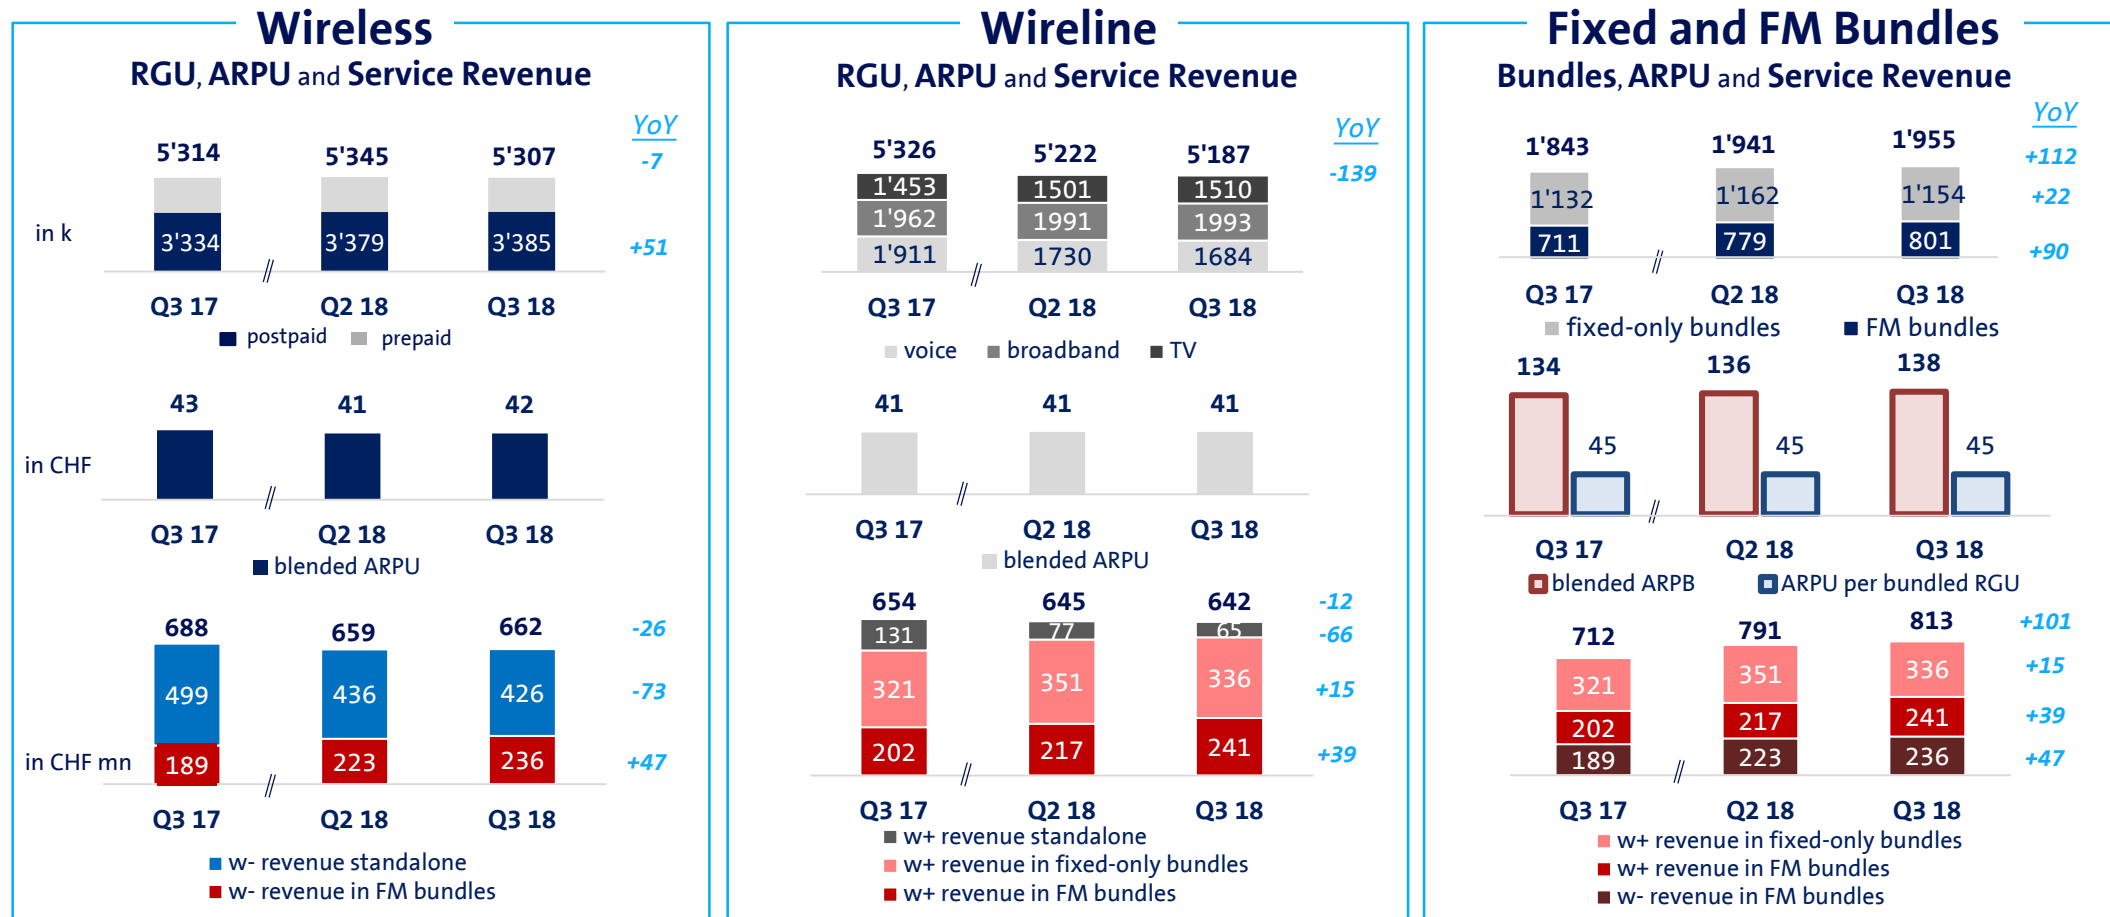 Wireless
RGU, ARPU and Service Revenue
YoY
5'314 5'345 5'307 -7
in k
3'334 3'379 3'385 +51
Q3 17 // Q2 18 Q3 18
postpaid prepaid
43 41 42
in CHF
Q3 17 // Q2 18 Q3 18
blended ARPU
688 659 662 -26
499 436 426 -73
in CHF mn 189 223 236 +47
Q3 17 // Q2 18 Q3 18
w- revenue standalone
w- revenue in FM bundles
Wireline
RGU, ARPU and Service Revenue
YoY
5'326 5'222 5'187 -139
1'453 1501 1510
1'962 1991 1993
1'911 1730 1684
Q3 17 // Q2 18 Q3 18
voice broadband TV
41 41 41
Q3 17 // Q2 18 Q3 18
blended ARPU
654 645 642 -12
131 77 65 -66
321 351 336 +15
202 217 241 +39
Q3 17 // Q2 18 Q3 18
w+ revenue standalone
w+ revenue in fixed-only bundles
w+ revenue in FM bundles
Fixed and FM Bundles
Bundles, ARPU and Service Revenue
YoY
1'843 1'941 1'955 +112
1'132 1'162 1'154 +22
711 779 801 +90
Q3 17 // Q2 18 Q3 18
fixed-only bundles FM bundles
134 136 138
45 45 45
Q3 17 // Q2 18 Q3 18
blended ARPB ARPU per bundled RGU
712 791 813 +101
321 351 336 +15
202 217 241 +39
189 223 236 +47
Q3 17 // Q2 18 Q3 18
w+ revenue in fixed-only bundles
w+ revenue in FM bundles
w- revenue in FM bundles